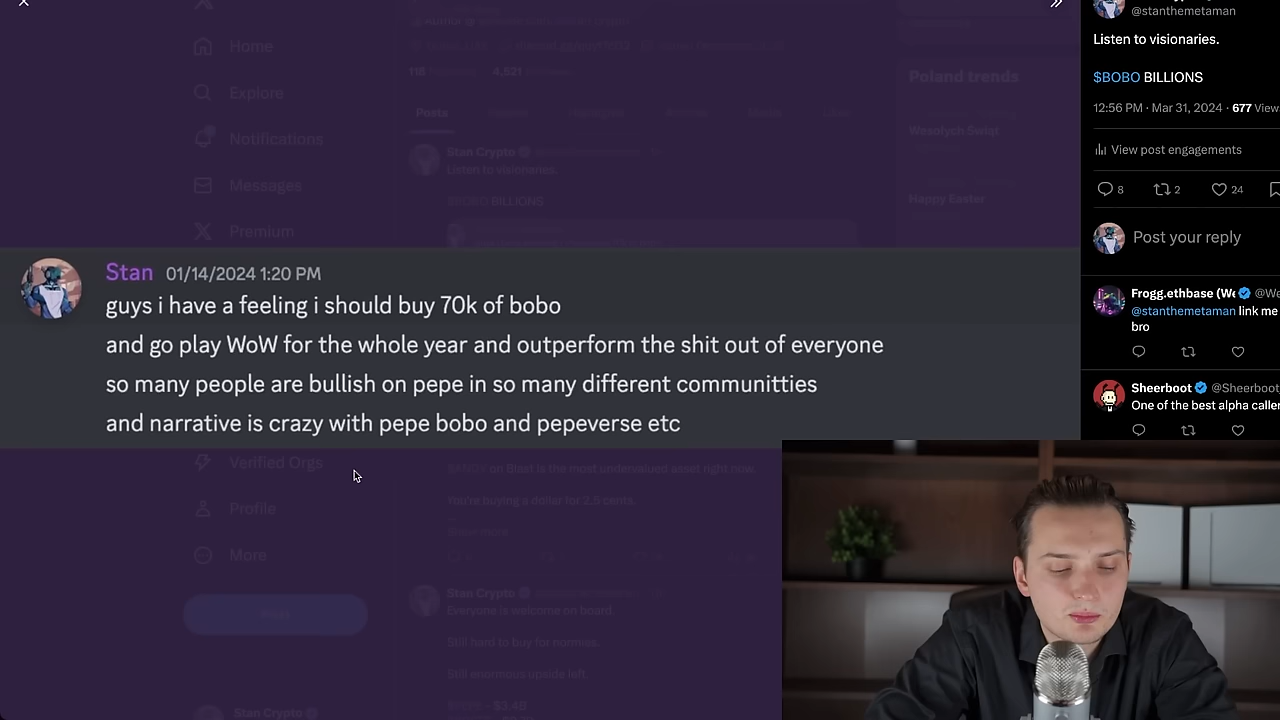 @stanthemetaman
Listen to visionaries.
$BOBO BILLIONS
12:56 PM · Mar 31, 2024 · 677 View
View post engagements
8 2 24
Post your reply
Frogg.ethbase (We @We
@stanthemetaman link me
bro
Sheerboot @Sheerboot
One of the best alpha caller
Home
Explore
Notifications
Messages
Premium
Verified Orgs
Profile
More
118
4,521
Posts
Stan Crypto
Listen to visionaries.
$BOBO BILLIONS
Poland trends
Wesołych Świąt
Happy Easter
Stan 01/14/2024 1:20 PM
guys i have a feeling i should buy 70k of bobo
and go play WoW for the whole year and outperform the shit out of everyone
so many people are bullish on pepe in so many different communitties
and narrative is crazy with pepe bobo and pepeverse etc
on Blast is the most undervalued asset right now.
You're buying a dollar for 2.5 cents.
Show more
Stan Crypto
Everyone is welcome on board.
Still hard to buy for normies.
Still enormous upside left.
Stan Crypto